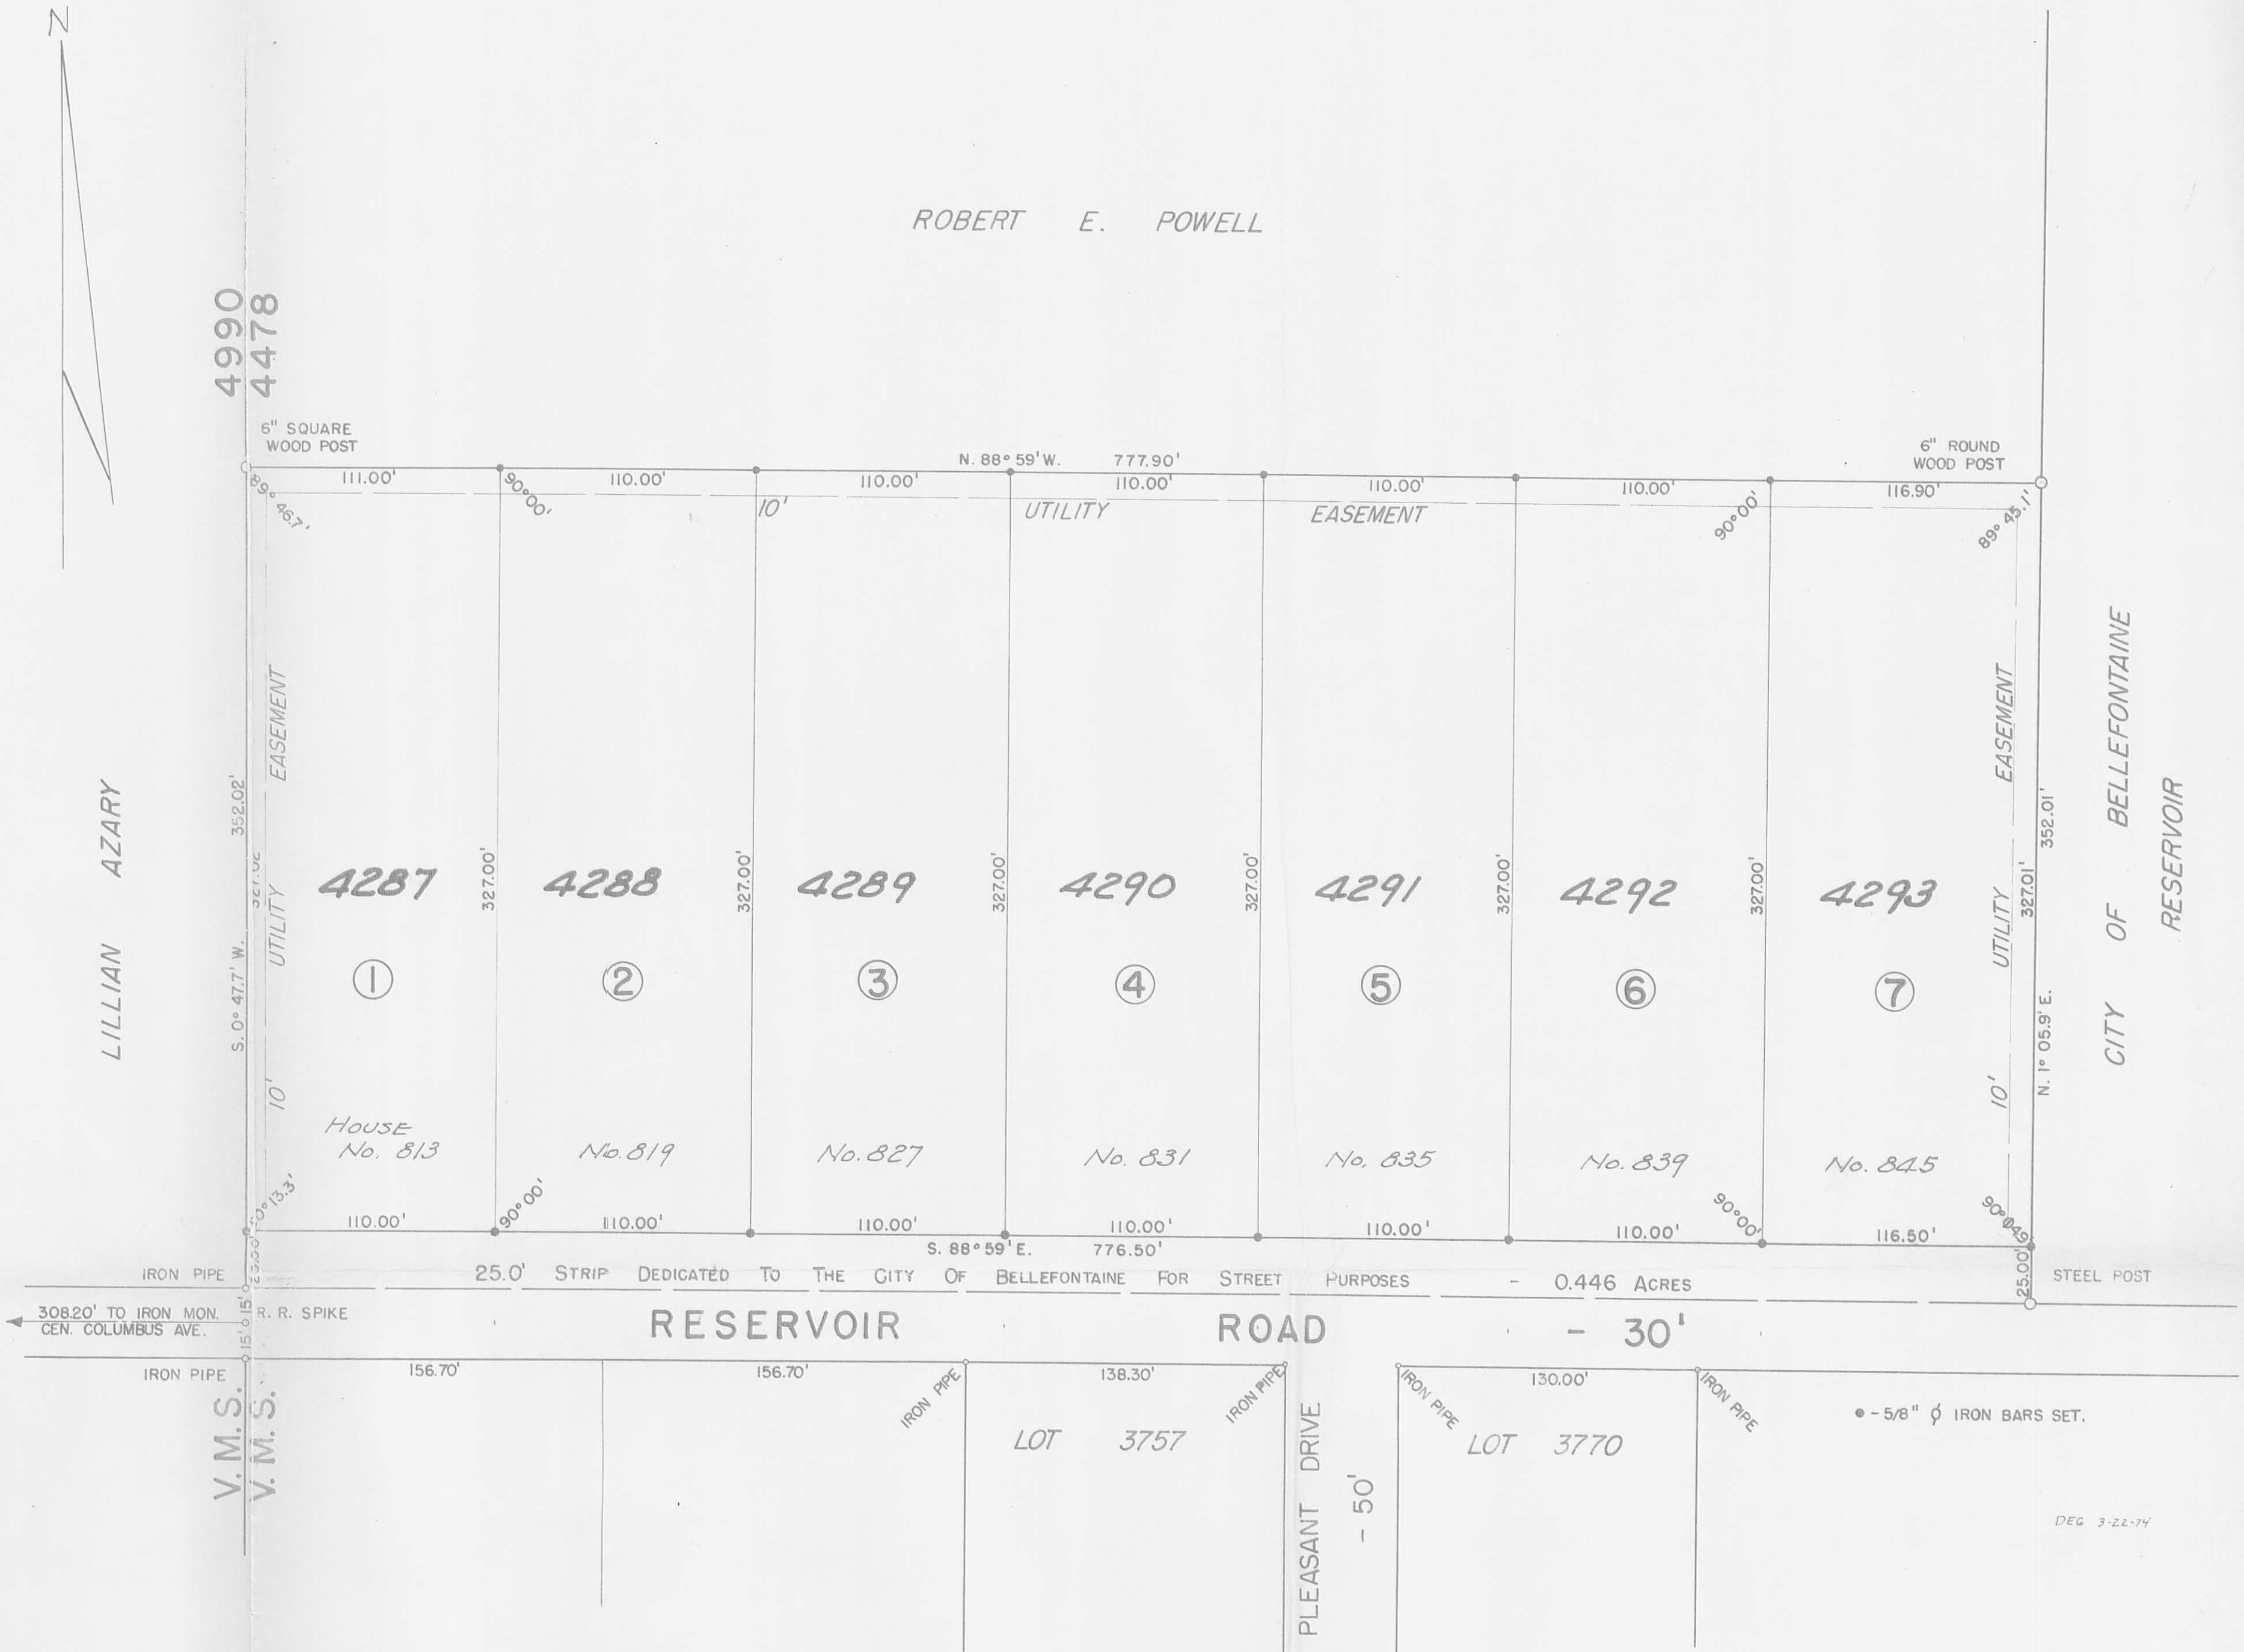 N
ROBERT E. POWELL
4990
4478
6" SQUARE
WOOD POST
6" ROUND
WOOD POST
N. 88° 59' W. 777.90'
111.00' 110.00' 110.00' 110.00' 110.00' 110.00' 116.90'
89° 46.7'
90°00'
10' UTILITY EASEMENT
90°00'
89° 45.1'
LILLIAN AZARY
S. 0° 47.7' W. 352.02'
10' UTILITY EASEMENT
327.00'
327.00'
327.00'
327.00'
327.00'
327.00'
327.01'
10' UTILITY EASEMENT
N. 1° 05.9' E. 352.01'
CITY OF BELLEFONTAINE
RESERVOIR
4287 4288 4289 4290 4291 4292 4293
1 2 3 4 5 6 7
House
No. 813 No. 819 No. 827 No. 831 No. 835 No. 839 No. 845
90°00'
90°00'
110.00' 110.00' 110.00' 110.00' 110.00' 110.00' 116.50'
S. 88° 59' E. 776.50'
IRON PIPE
25.0' STRIP DEDICATED TO THE CITY OF BELLEFONTAINE FOR STREET PURPOSES - 0.446 ACRES
25.00'
STEEL POST
308.20' TO IRON MON.
CEN. COLUMBUS AVE.
15'
15'
R. R. SPIKE
RESERVOIR ROAD - 30'
IRON PIPE
156.70' 156.70' 138.30' 130.00'
IRON PIPE
IRON PIPE
IRON PIPE
IRON PIPE
V. M. S.
V. M. S.
LOT 3757
PLEASANT DRIVE
- 50'
LOT 3770
● - 5/8" ϕ IRON BARS SET.
DEG 3-22-74